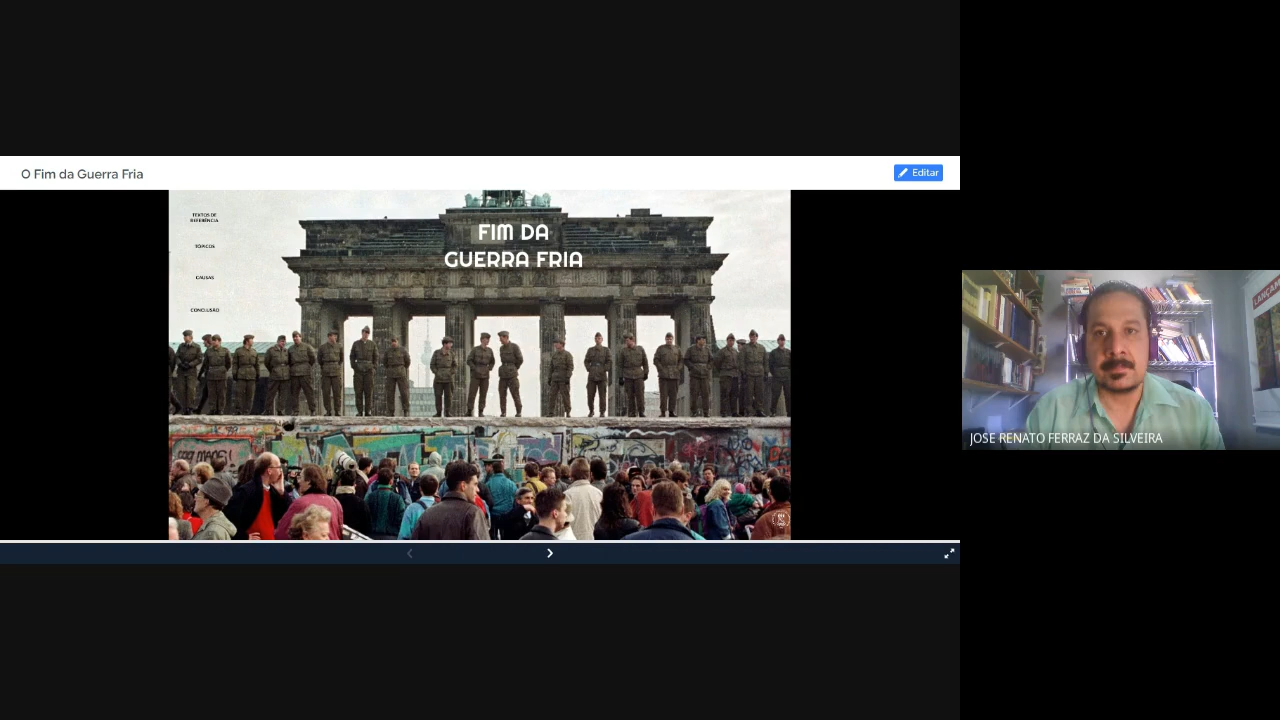 O Fim da Guerra Fria
Editar
TEXTOS DE
REFERÊNCIA
TÓPICOS
CAUSAS
CONCLUSÃO
FIM DA
GUERRA FRIA
JOSE RENATO FERRAZ DA SILVEIRA